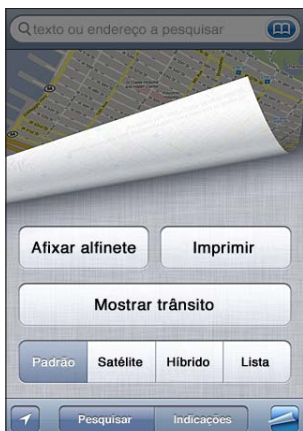 texto ou endereço a pesquisar
Afixar alfinete
Imprimir
Mostrar trânsito
Padrão
Satélite
Híbrido
Lista
Pesquisar
Indicações